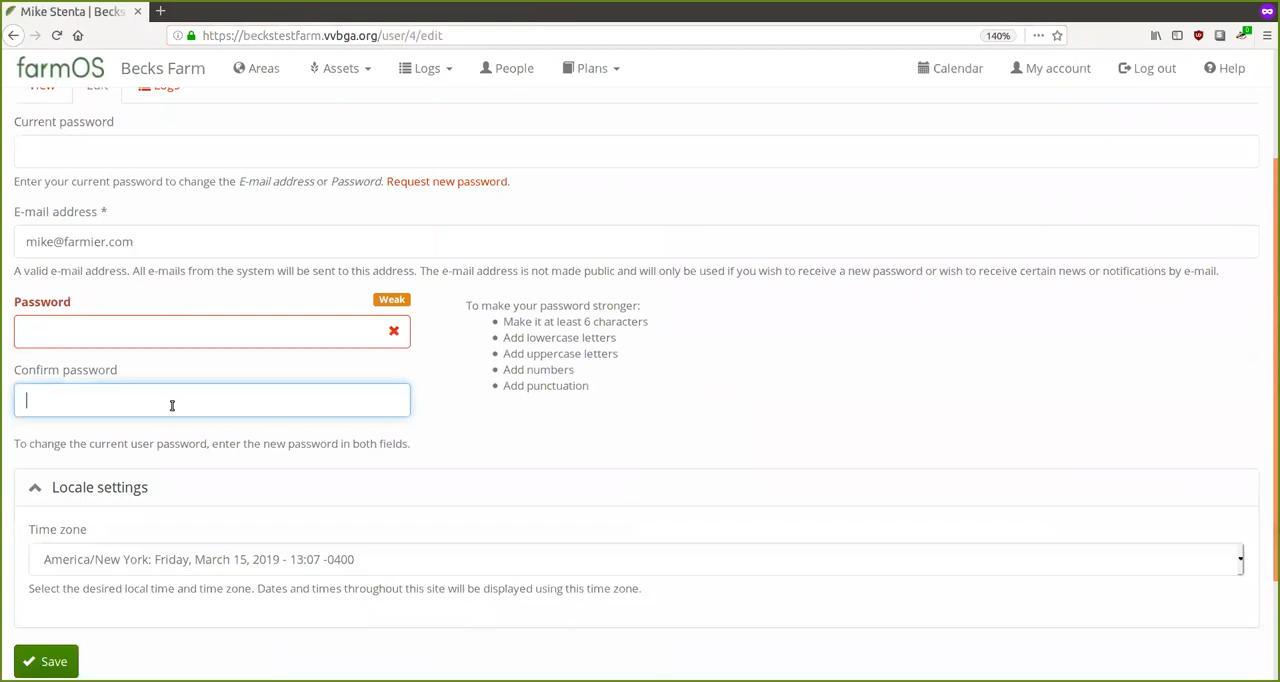 Mike Stenta | Becks
https://beckstestfarm.vvbga.org/user/4/edit
140%
farmOS Becks Farm Areas Assets Logs People Plans Calendar My account Log out Help
View Edit Logs
Current password
Enter your current password to change the E-mail address or Password. Request new password.
E-mail address *
mike@farmier.com
A valid e-mail address. All e-mails from the system will be sent to this address. The e-mail address is not made public and will only be used if you wish to receive a new password or wish to receive certain news or notifications by e-mail.
Password Weak
To make your password stronger:
Make it at least 6 characters
Add lowercase letters
Add uppercase letters
Add numbers
Add punctuation
Confirm password
To change the current user password, enter the new password in both fields.
Locale settings
Time zone
America/New York: Friday, March 15, 2019 - 13:07 -0400
Select the desired local time and time zone. Dates and times throughout this site will be displayed using this time zone.
Save